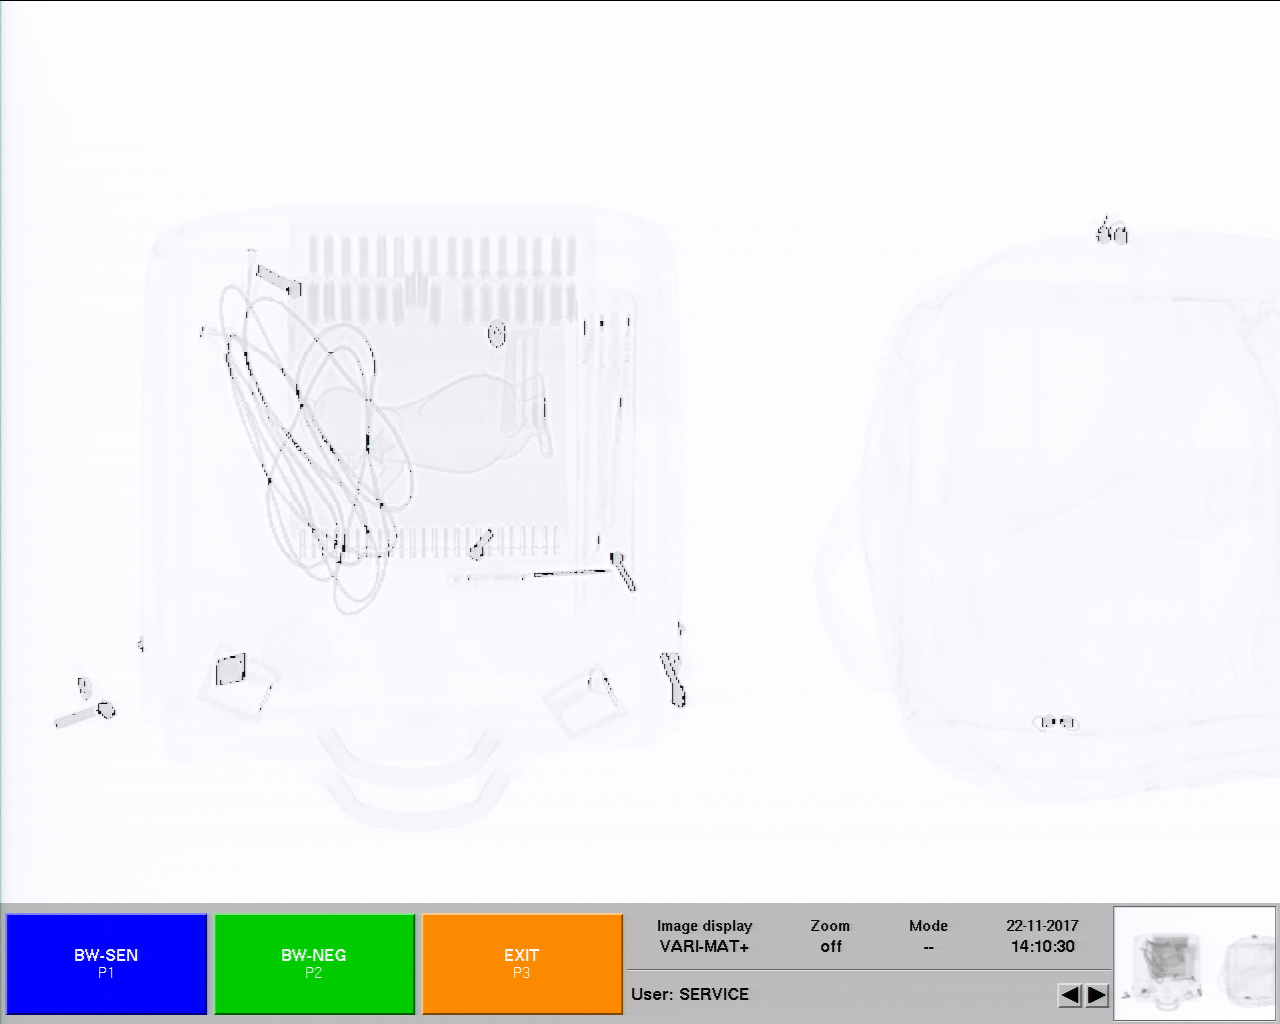 BW-SEN
P1
BW-NEG
P2
EXIT
P3
Image display
VARI-MAT+
Zoom
off
Mode
--
22-11-2017
14:10:30
User: SERVICE